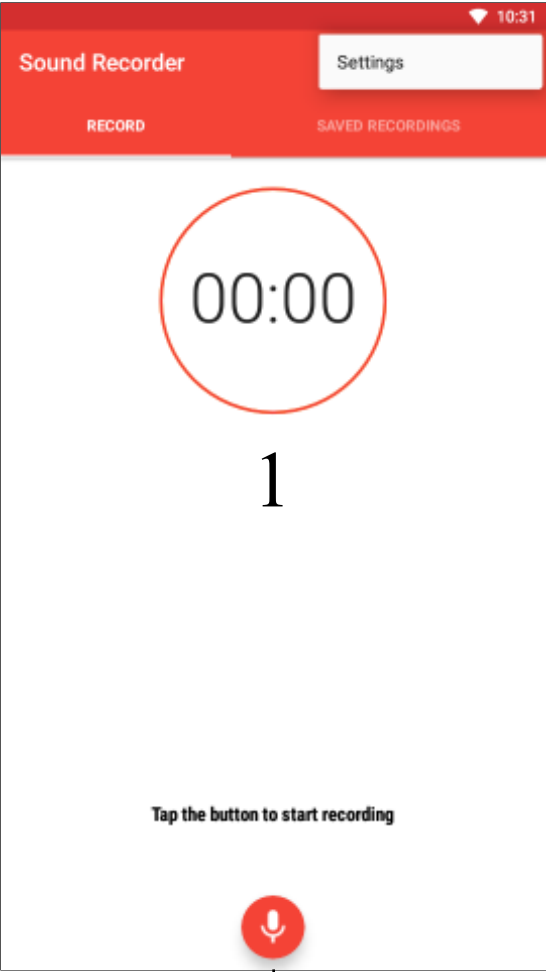 10:31
Sound Recorder
Settings
RECORD
SAVED RECORDINGS
00:00
1
Tap the button to start recording